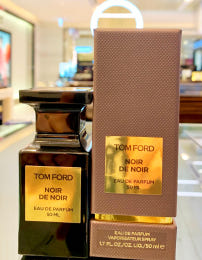 TOM FORD
NOIR
DE NOIR
EAU DE PARFUM
50 ML
TOM FORD
NOIR
DE NOIR
EAU DE PARFUM
50 ML
EAU DE PARFUM
VAPORISATEUR SPRAY
1.7 FL.OZ./OZ. LIQ./50 ml ℮